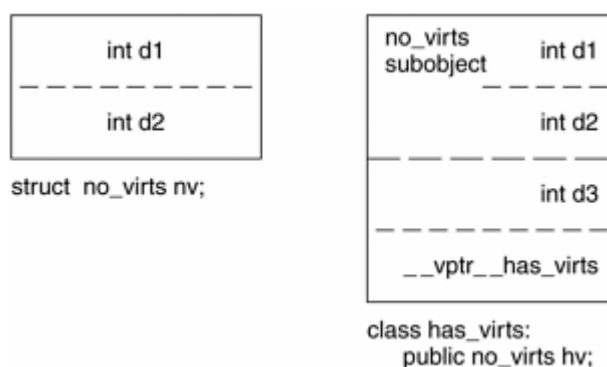 int d1
int d2
struct no_virts nv;
no_virts
subobject
int d1
int d2
int d3
__vptr__has_virts
class has_virts:
public no_virts hv;